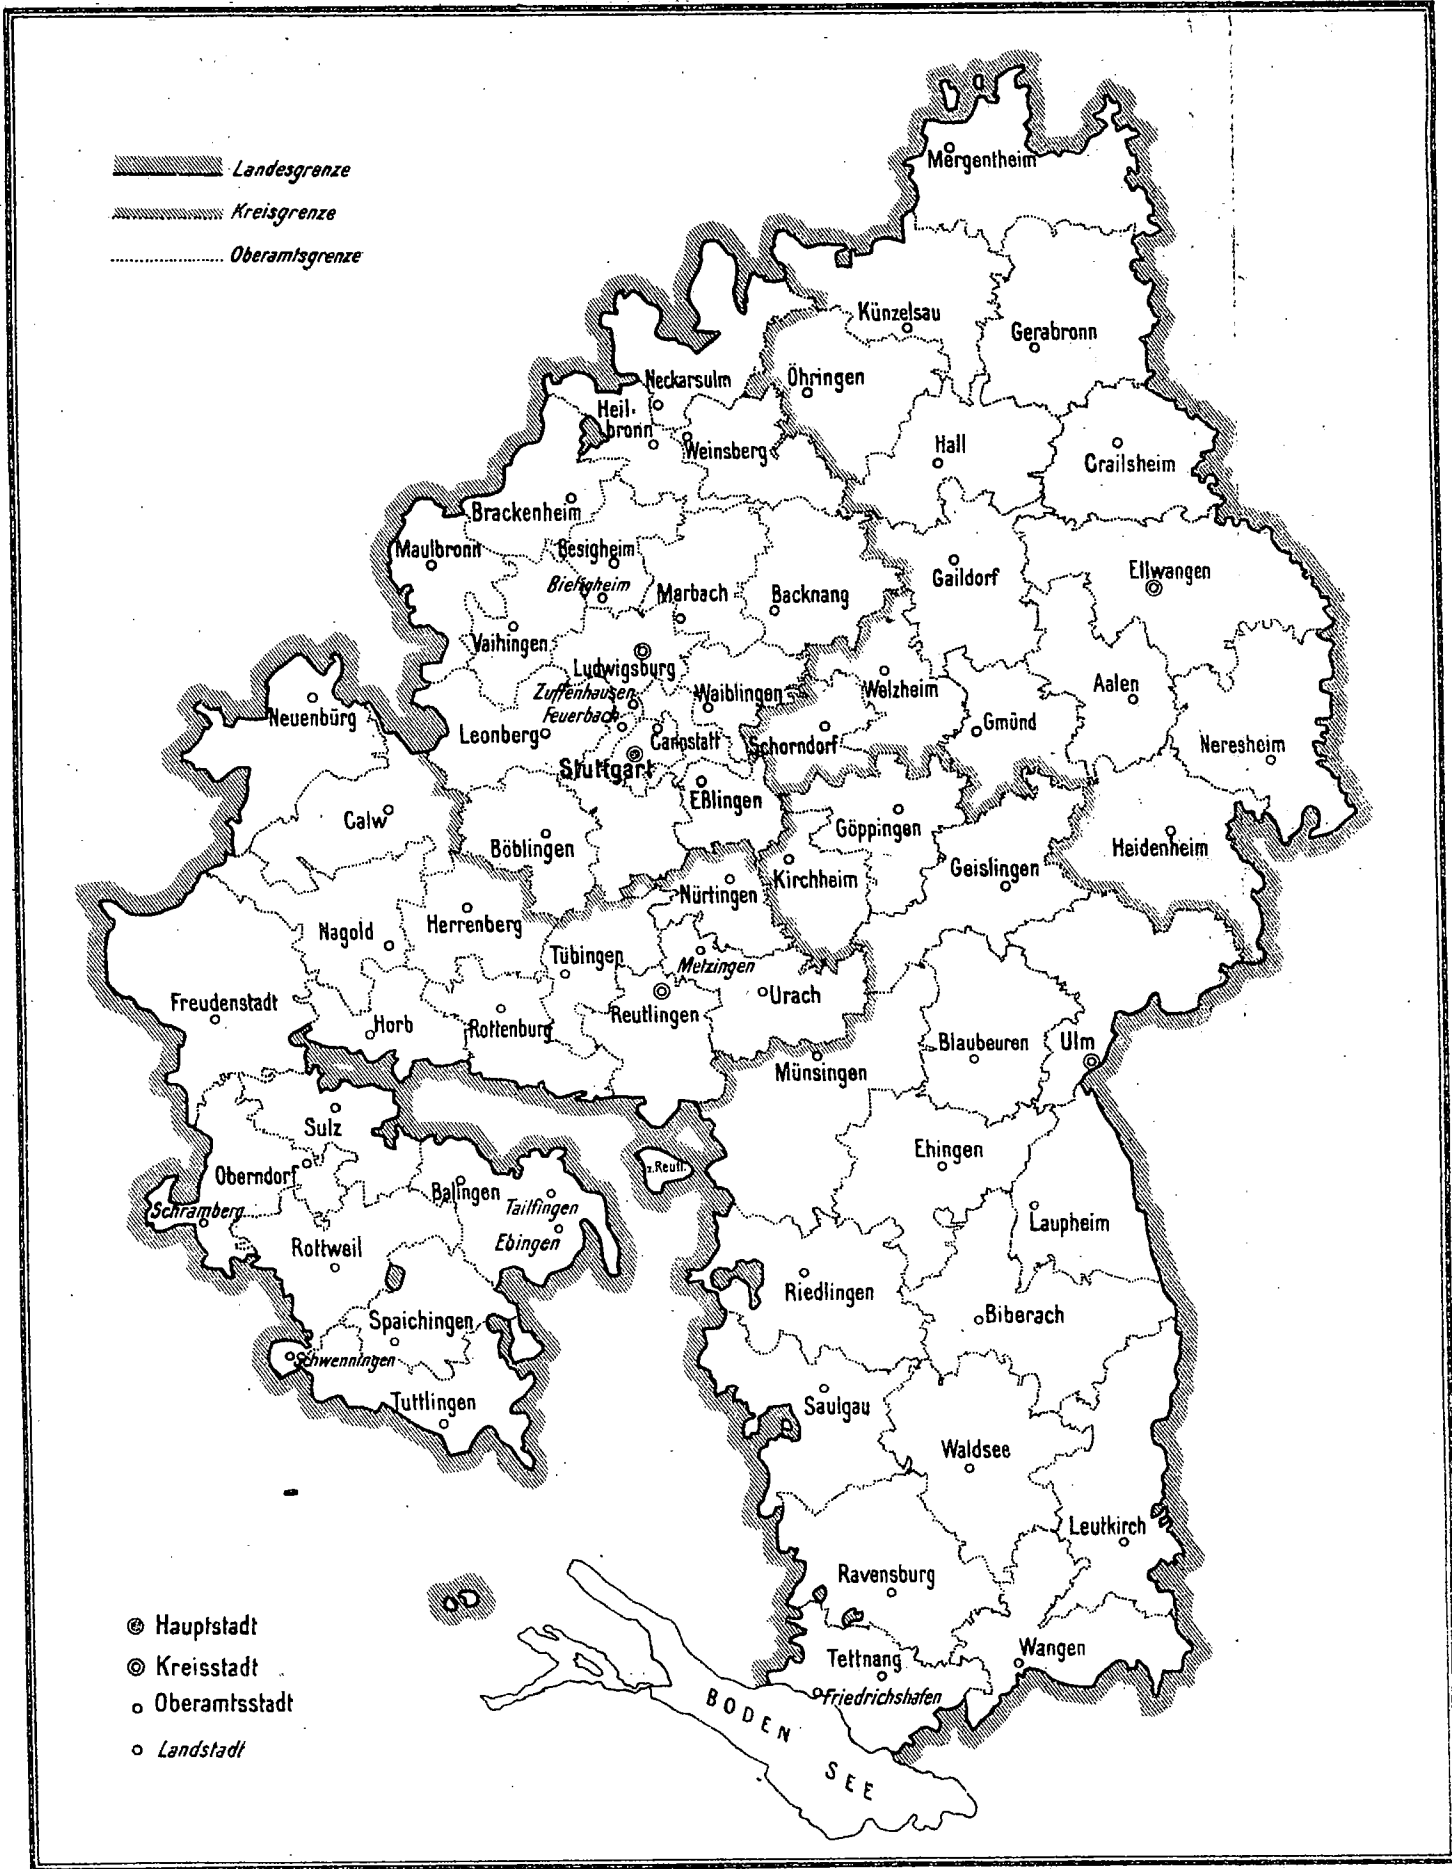 Mergentheim
Landesgrenze
Kreisgrenze
Oberamtsgrenze
Künzelsau
Gerabronn
Neckarsulm
Öhringen
Heil-
bronn
Weinsberg
Hall
Crailsheim
Brackenheim
Maulbronn
Besigheim
Bietigheim
Marbach
Backnang
Gaildorf
Ellwangen
Vaihingen
Ludwigsburg
Zuffenhausen
Waiblingen
Welzheim
Aalen
Neuenbürg
Feuerbach
Leonberg
Cannstatt
Schorndorf
Gmünd
Neresheim
Stuttgart
Eßlingen
Calw
Böblingen
Göppingen
Geislingen
Heidenheim
Kirchheim
Nürtingen
Nagold
Herrenberg
Tübingen
Metzingen
Freudenstadt
Horb
Rottenburg
Reutlingen
Urach
Blaubeuren
Ulm
Münsingen
Sulz
Ehingen
Oberndorf
z.Reutl.
Balingen
Tailfingen
Schramberg
Ebingen
Laupheim
Rottweil
Riedlingen
Biberach
Spaichingen
Schwenningen
Tuttlingen
Saulgau
Waldsee
Leutkirch
Ravensburg
Hauptstadt
Kreisstadt
Oberamtsstadt
Landstadt
Tettnang
Wangen
Friedrichshafen
BODEN
SEE